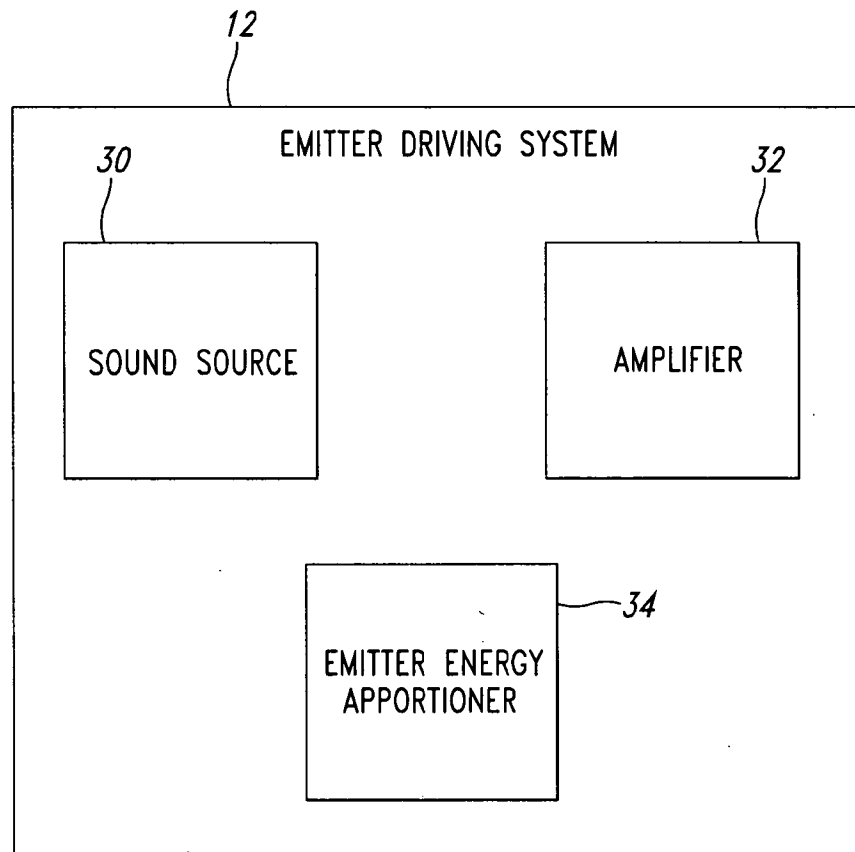 12
EMITTER DRIVING SYSTEM
30
32
SOUND SOURCE
AMPLIFIER
34
EMITTER ENERGY
APPORTIONER